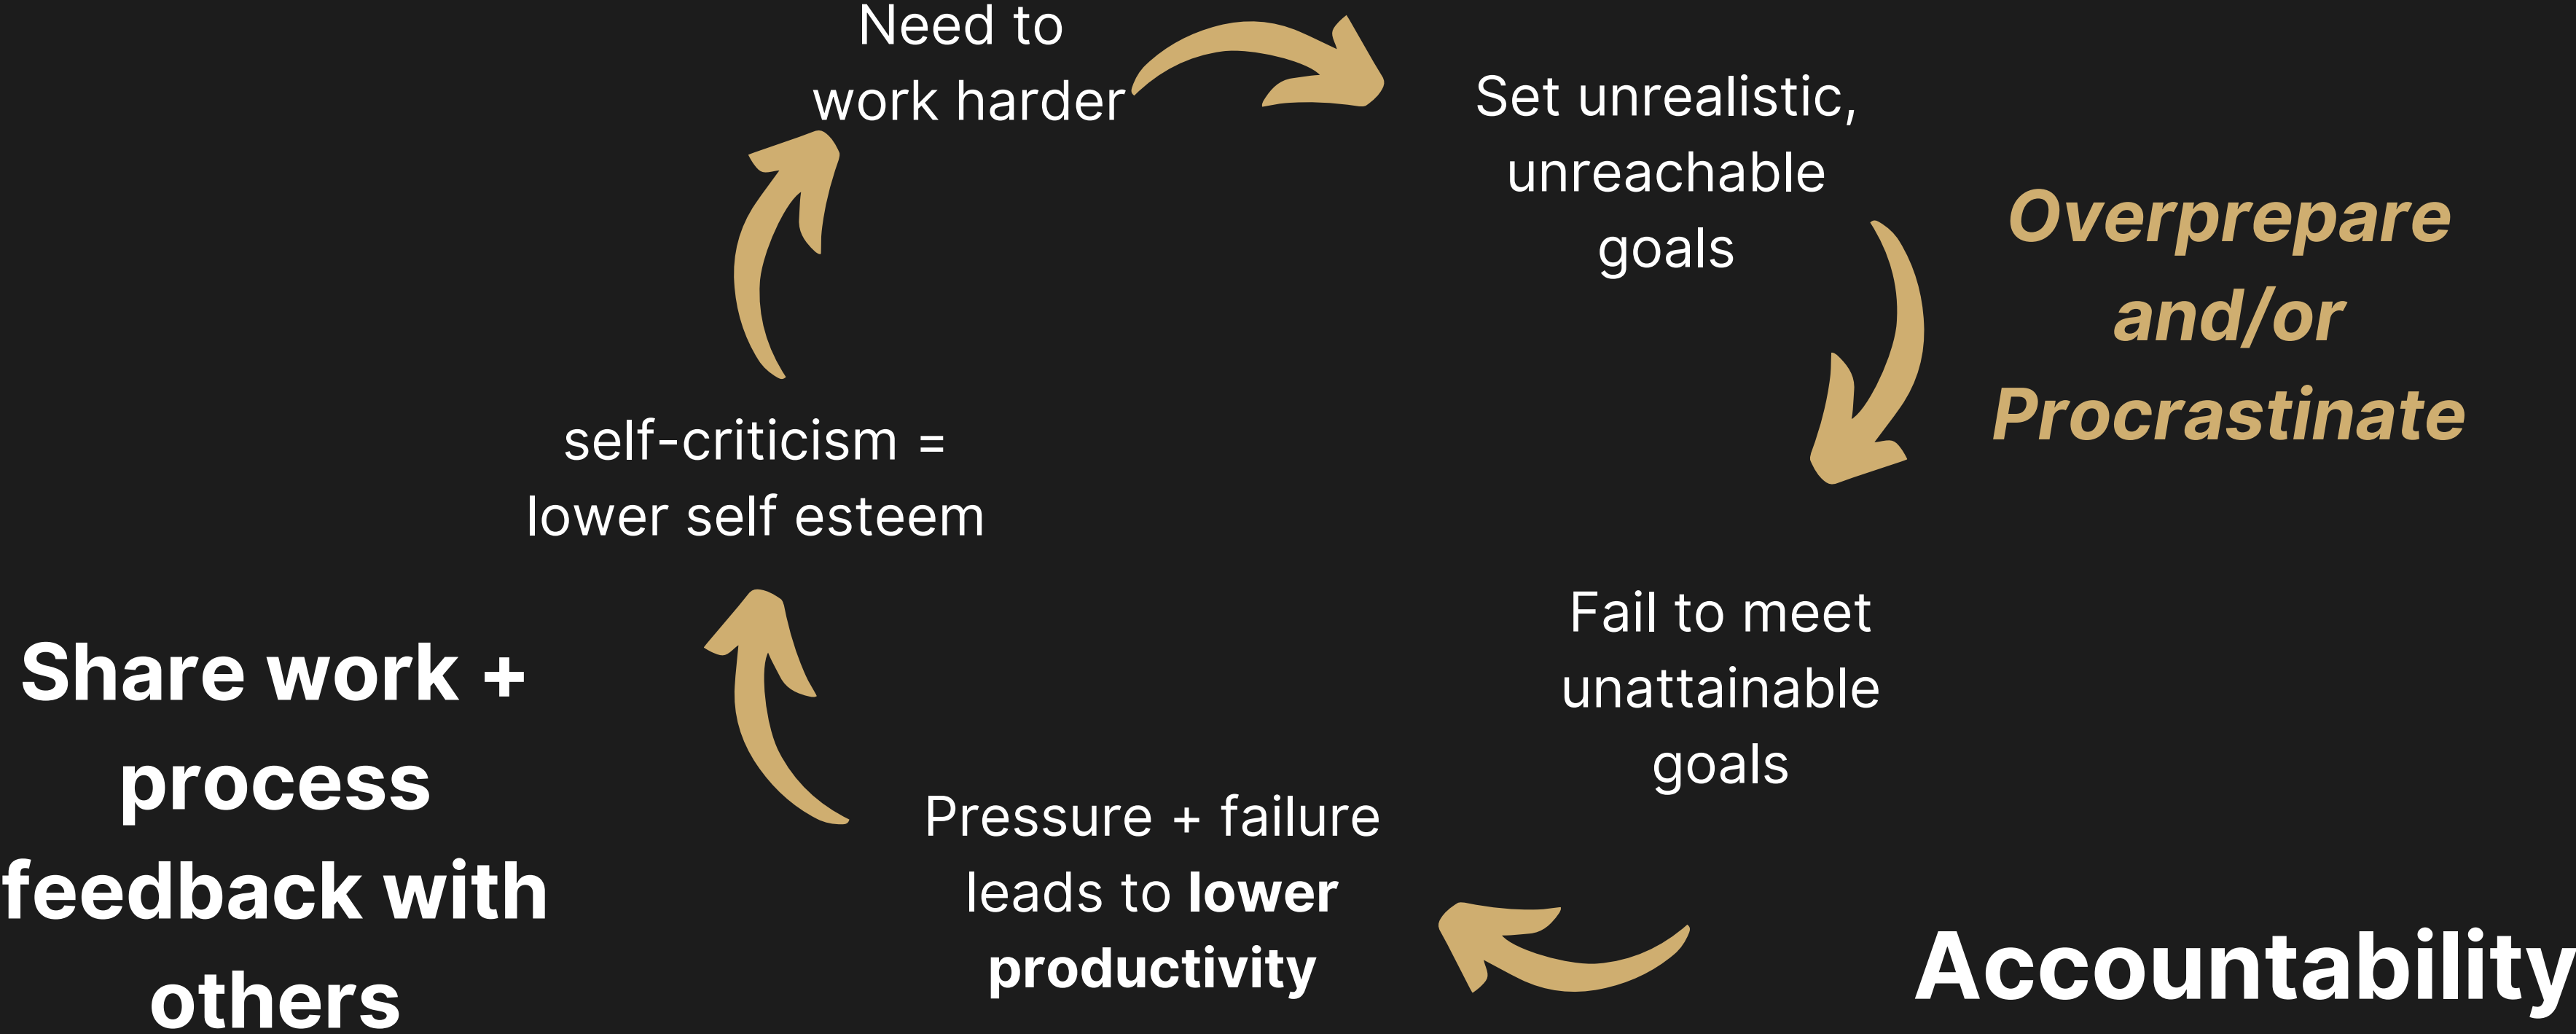 Need to
work harder
Set unrealistic,
unreachable
goals
Overprepare
and/or
Procrastinate
Fail to meet
unattainable
goals
Pressure + failure
leads to lower
productivity
self-criticism =
lower self esteem
Share work +
process
feedback with
others
Accountability